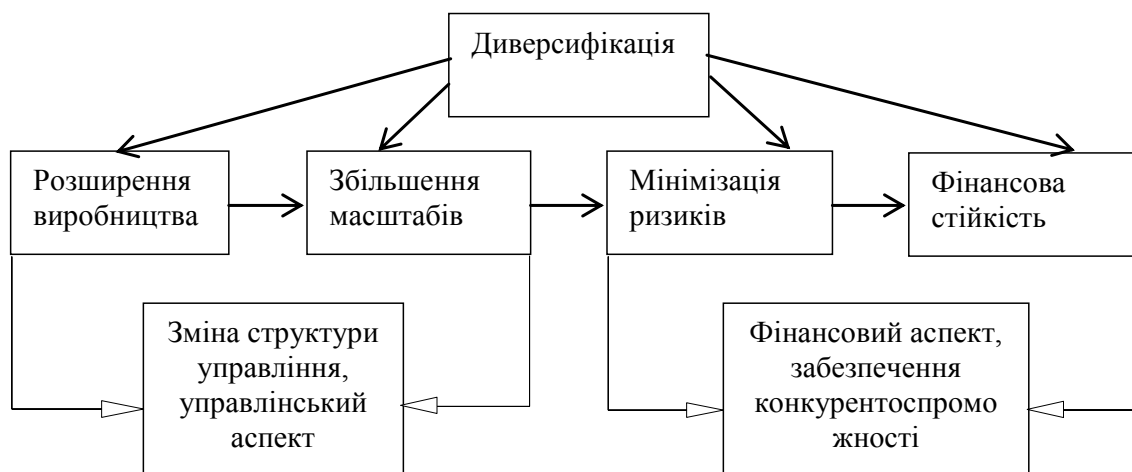 Диверсифікація
Розширення
виробництва
Збільшення
масштабів
Мінімізація
ризиків
Фінансова
стійкість
Зміна структури
управління,
управлінський
аспект
Фінансовий аспект,
забезпечення
конкурентоспромо
жності